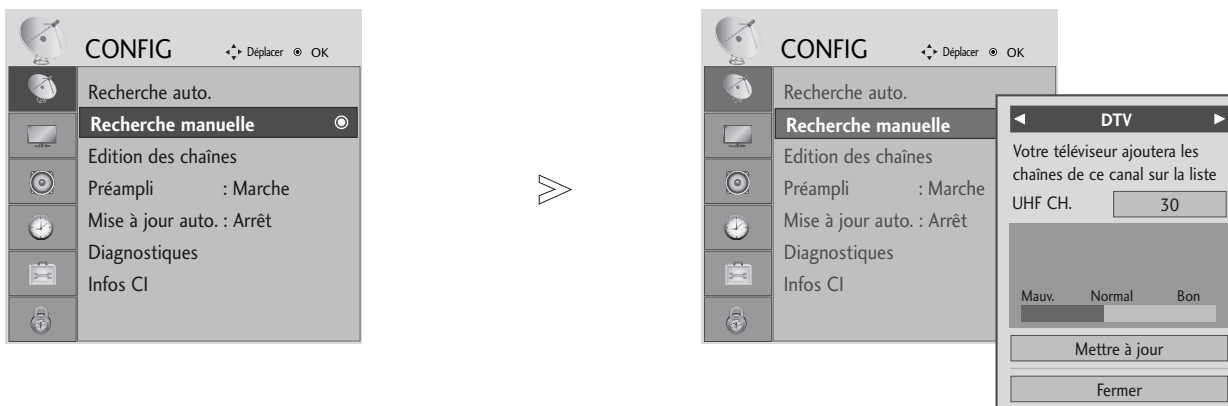 CONFIG Déplacer OK
Recherche auto.
Recherche manuelle
Edition des chaînes
Préampli : Marche
Mise à jour auto. : Arrêt
Diagnostiques
Infos CI
CONFIG Déplacer OK
Recherche auto.
Recherche manuelle
Edition des chaînes
Préampli : Marche
Mise à jour auto. : Arrêt
Diagnostiques
Infos CI
DTV
Votre téléviseur ajoutera les
chaînes de ce canal sur la liste
UHF CH. 30
Mauv. Normal Bon
Mettre à jour
Fermer